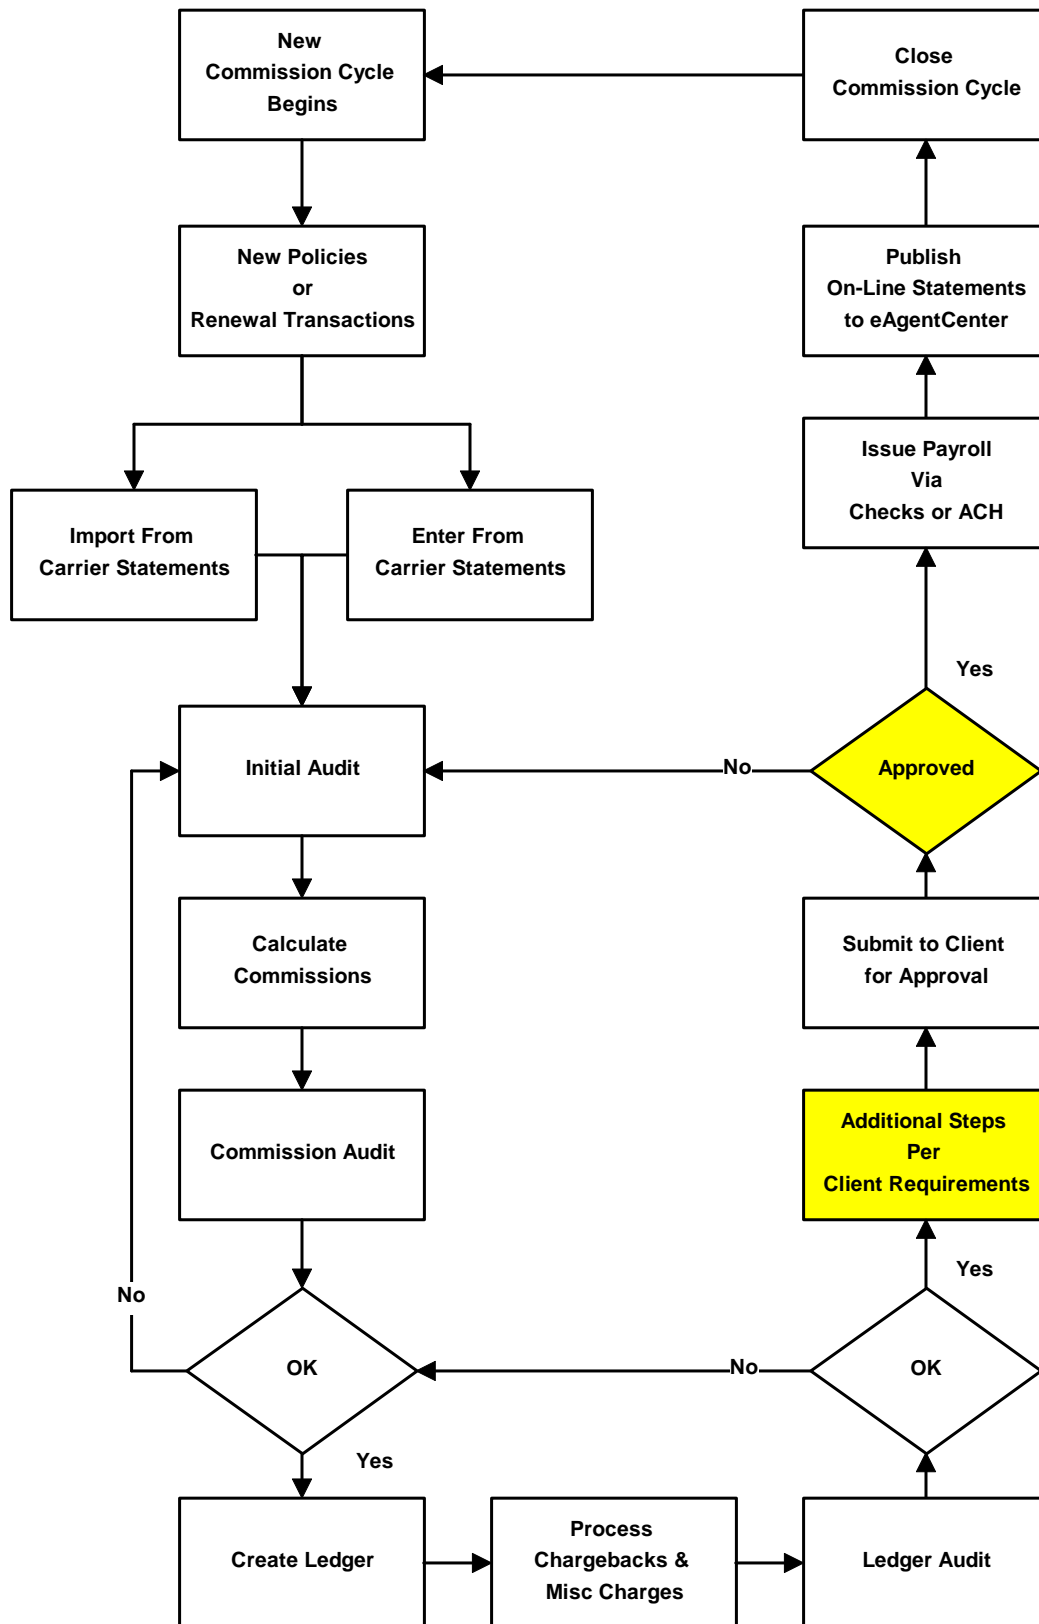 New
Commission Cycle
Begins
Close
Commission Cycle
New Policies
or
Renewal Transactions
Publish
On-Line Statements
to eAgentCenter
Issue Payroll
Via
Checks or ACH
Import From
Carrier Statements
Enter From
Carrier Statements
Yes
Initial Audit
No
Approved
Calculate
Commissions
Submit to Client
for Approval
Commission Audit
Additional Steps
Per
Client Requirements
No
Yes
OK
No
OK
Yes
Create Ledger
Process
Chargebacks &
Misc Charges
Ledger Audit